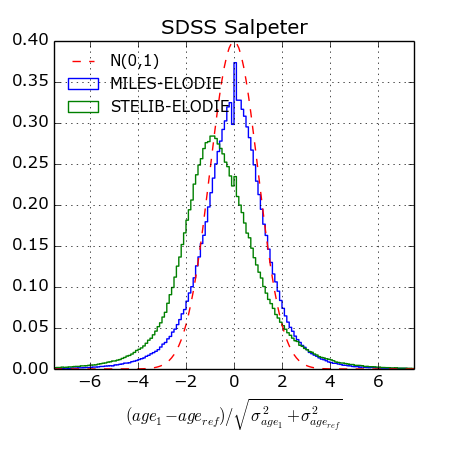 SDSS Salpeter
0.40
0.35
0.30
0.25
0.20
0.15
0.10
0.05
0.00
N(0,1)
MILES-ELODIE
STELIB-ELODIE
−6 −4 −2 0 2 4 6
(age₁−age_ref)/√σ²_age₁+σ²_age_ref